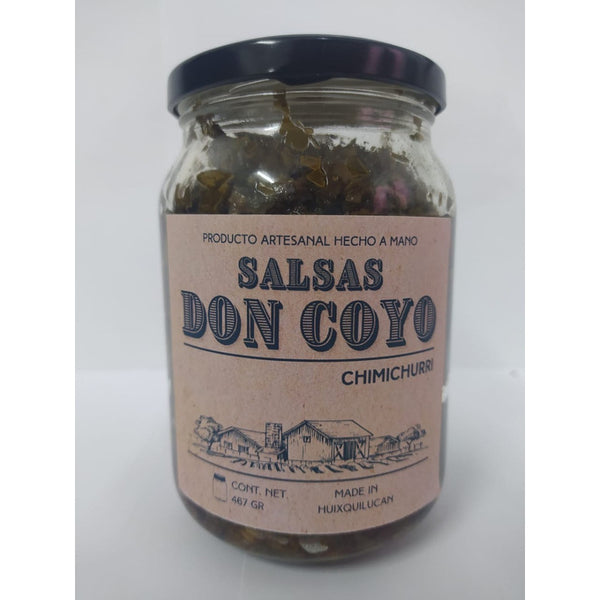 PRODUCTO ARTESANAL HECHO A MANO
SALSAS
DON COYO
CHIMICHURRI
CONT. NET.
467 GR
MADE IN
HUIXQUILUCAN